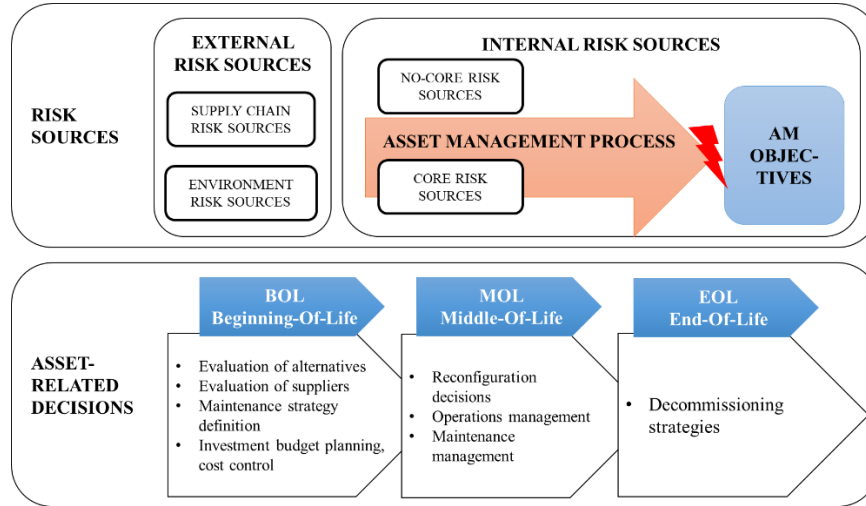 RISK
SOURCES
EXTERNAL
RISK SOURCES
SUPPLY CHAIN
RISK SOURCES
ENVIRONMENT
RISK SOURCES
INTERNAL RISK SOURCES
NO-CORE RISK
SOURCES
ASSET MANAGEMENT PROCESS
CORE RISK
SOURCES
AM
OBJEC-
TIVES
ASSET-
RELATED
DECISIONS
BOL
Beginning-Of-Life
• Evaluation of alternatives
• Evaluation of suppliers
• Maintenance strategy
definition
• Investment budget planning,
cost control
MOL
Middle-Of-Life
• Reconfiguration
decisions
• Operations management
• Maintenance
management
EOL
End-Of-Life
• Decommissioning
strategies